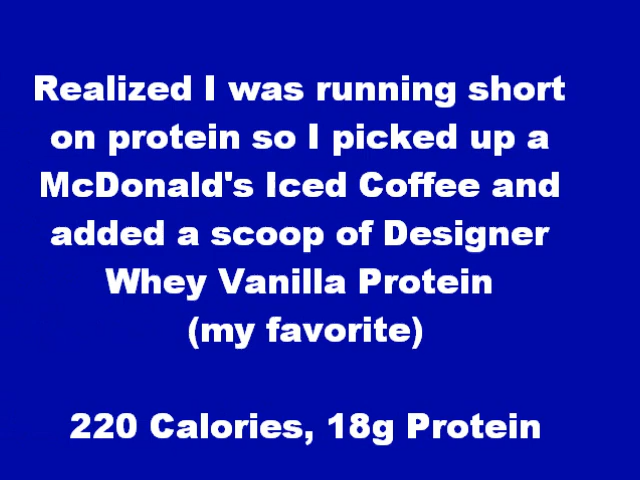 Realized I was running short
on protein so I picked up a
McDonald's Iced Coffee and
added a scoop of Designer
Whey Vanilla Protein
(my favorite)
220 Calories, 18g Protein